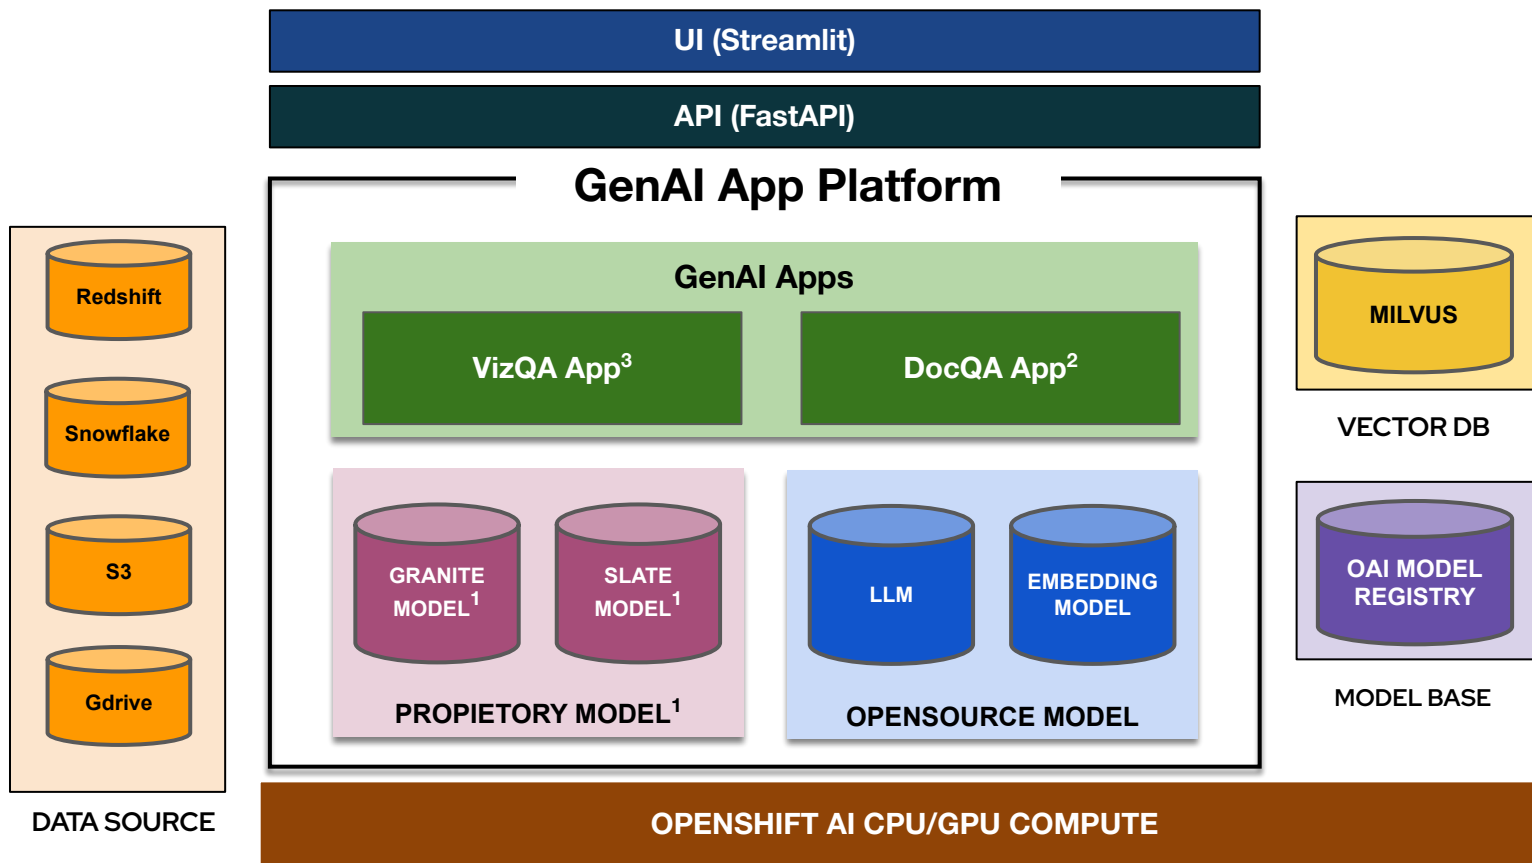 UI (Streamlit)
API (FastAPI)
GenAI App Platform
Redshift
Snowflake
S3
Gdrive
DATA SOURCE
GenAI Apps
VizQA App³
DocQA App²
GRANITE
MODEL¹
SLATE
MODEL¹
PROPIETORY MODEL¹
LLM
EMBEDDING
MODEL
OPENSOURCE MODEL
MILVUS
VECTOR DB
OAI MODEL
REGISTRY
MODEL BASE
OPENSHIFT AI CPU/GPU COMPUTE